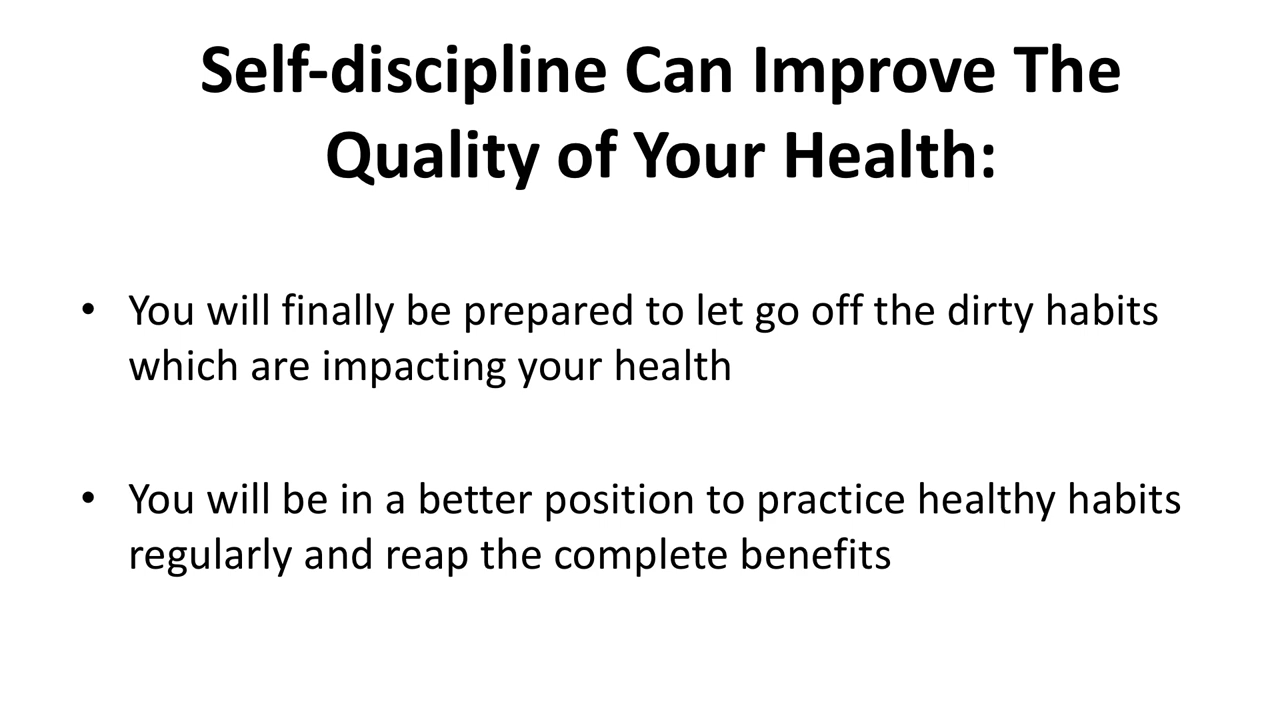 Self-discipline Can Improve The
Quality of Your Health:
• You will finally be prepared to let go off the dirty habits
which are impacting your health
• You will be in a better position to practice healthy habits
regularly and reap the complete benefits